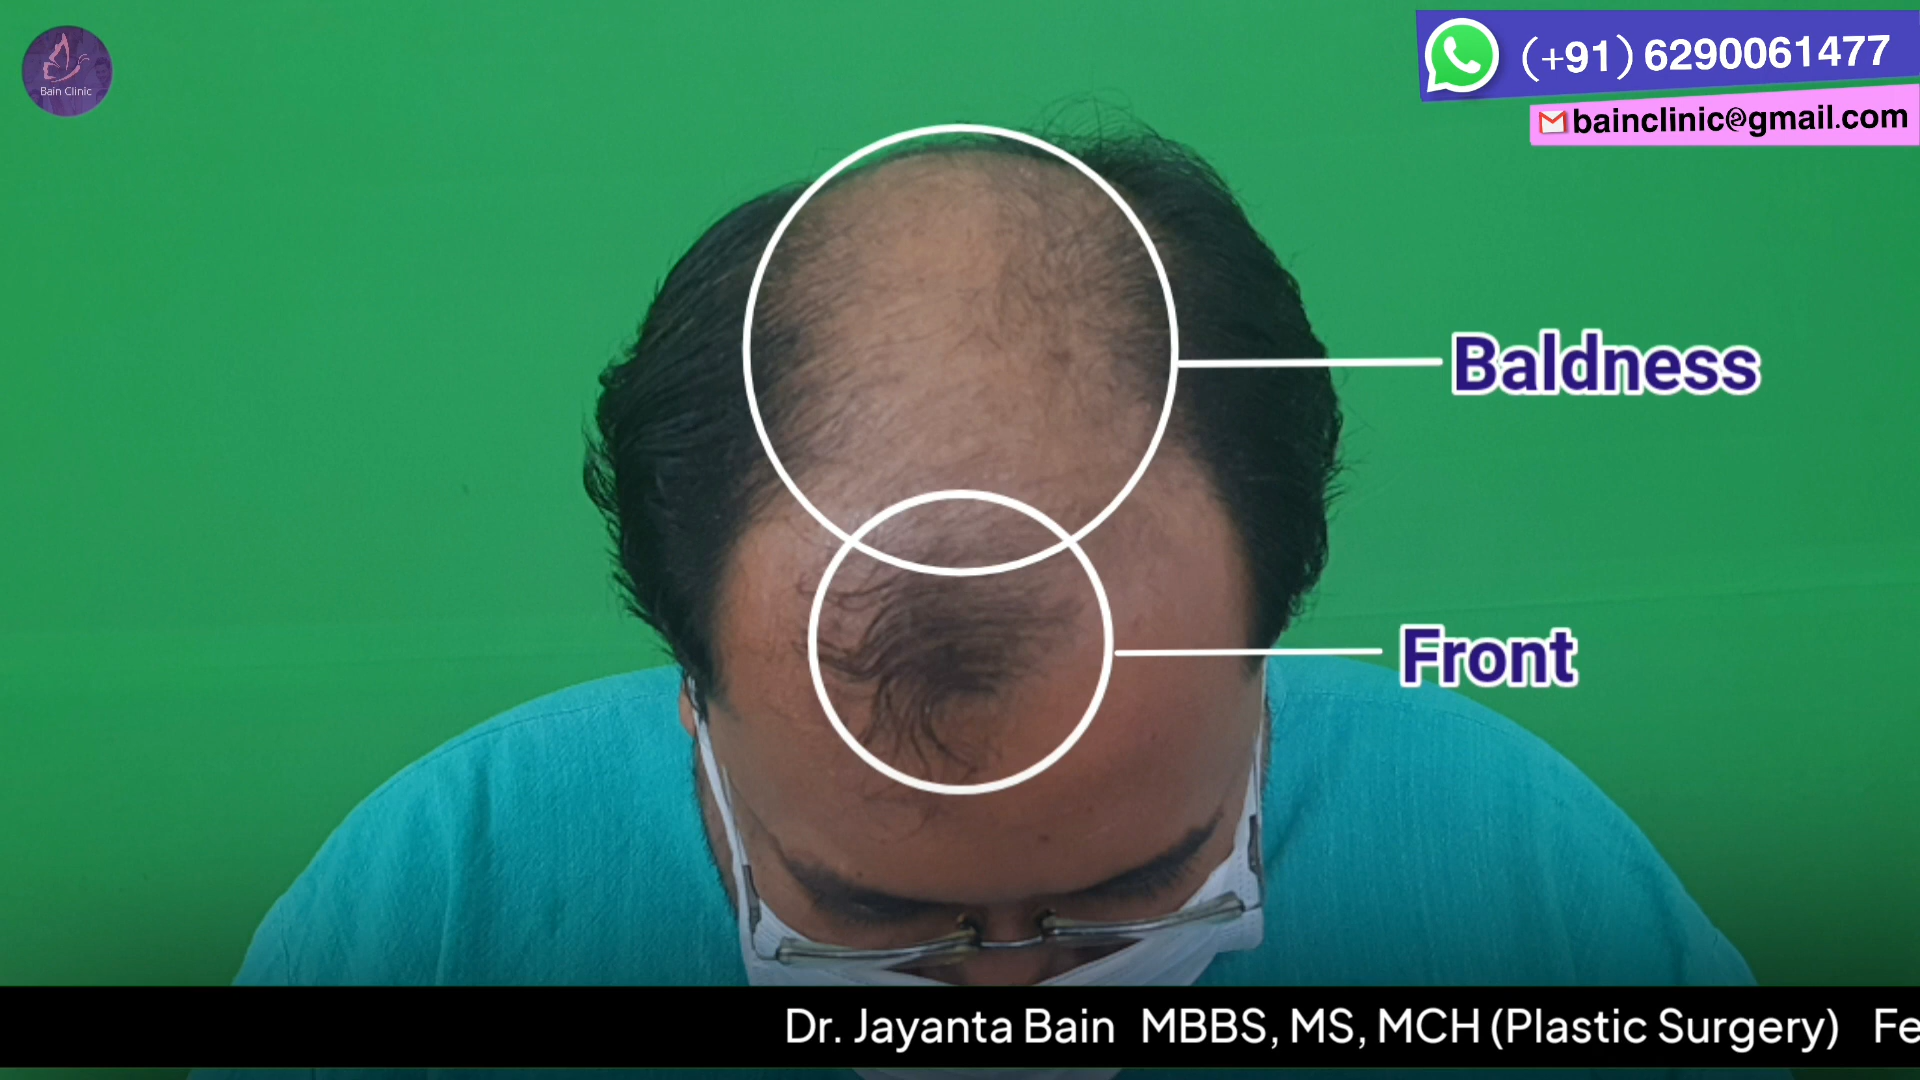 Bain Clinic
(+91) 6290061477
bainclinic@gmail.com
Baldness
Front
Dr. Jayanta Bain MBBS, MS, MCH (Plastic Surgery) Fe